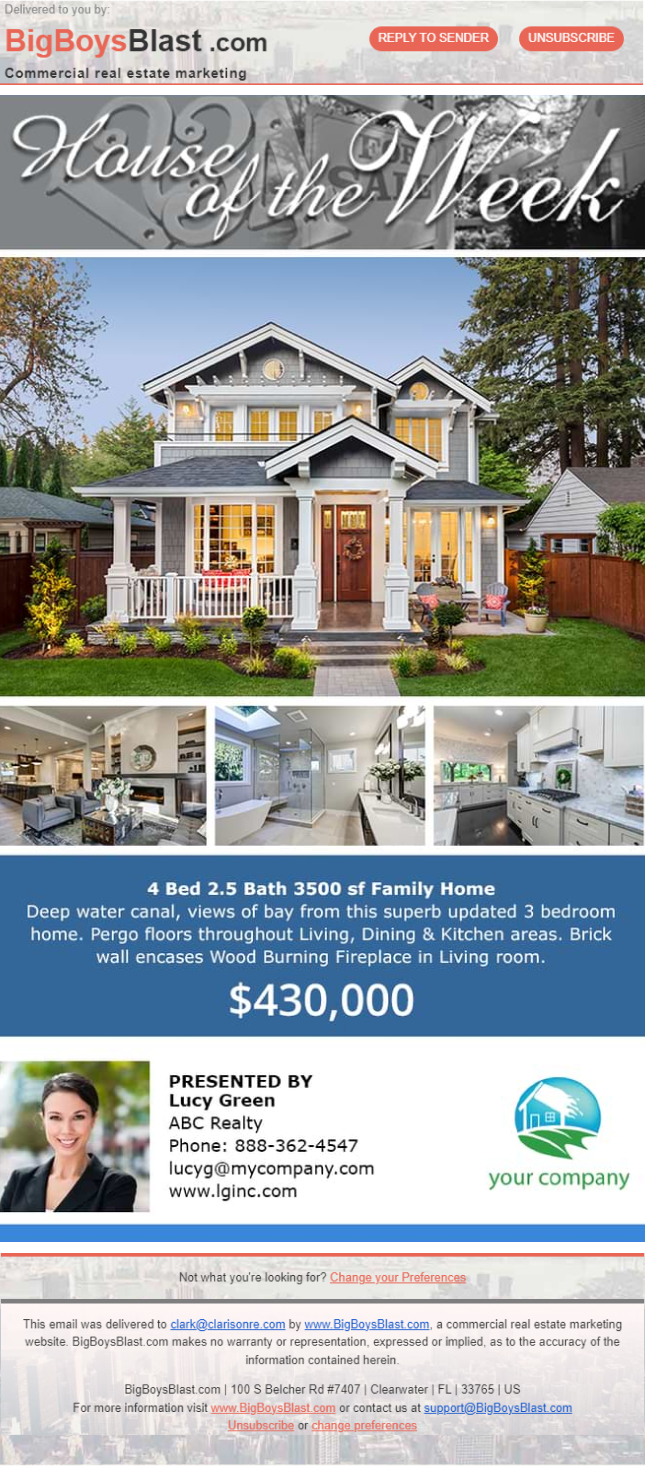 Delivered to you by:
BigBoysBlast .com
REPLY TO SENDER
UNSUBSCRIBE
Commercial real estate marketing
House of the Week
FOR
SALE
4 Bed 2.5 Bath 3500 sf Family Home
Deep water canal, views of bay from this superb updated 3 bedroom
home. Pergo floors throughout Living, Dining & Kitchen areas. Brick
wall encases Wood Burning Fireplace in Living room.
$430,000
PRESENTED BY
Lucy Green
ABC Realty
Phone: 888-362-4547
lucyg@mycompany.com
www.lginc.com
your company
Not what you're looking for? Change your Preferences
This email was delivered to clark@clarisonre.com by www.BigBoysBlast.com, a commercial real estate marketing
website. BigBoysBlast.com makes no warranty or representation, expressed or implied, as to the accuracy of the
information contained herein.
BigBoysBlast.com | 100 S Belcher Rd #7407 | Clearwater | FL | 33765 | US
For more information visit www.BigBoysBlast.com or contact us at support@BigBoysBlast.com
Unsubscribe or change preferences